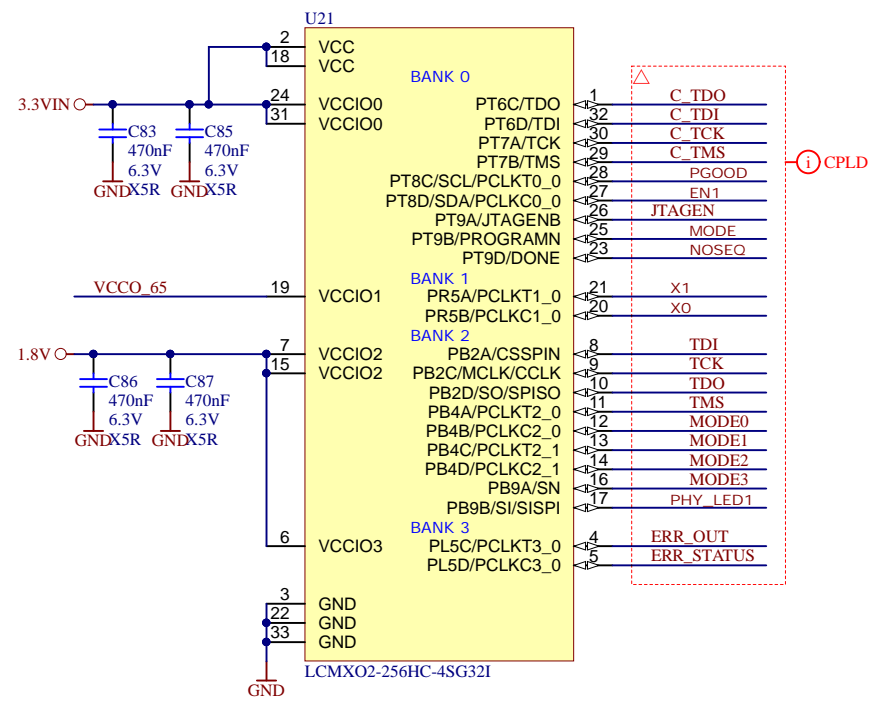 U21
2 VCC
18 VCC
BANK 0
3.3VIN 24 VCCIO0
31 VCCIO0
C83 470nF 6.3V X5R GND
C85 470nF 6.3V X5R GND
PT6C/TDO 1 C_TDO
PT6D/TDI 32 C_TDI
PT7A/TCK 30 C_TCK
PT7B/TMS 29 C_TMS
PT8C/SCL/PCLKT0_0 28 PGOOD
PT8D/SDA/PCLKC0_0 27 EN1
PT9A/JTAGENB 26 JTAGEN
PT9B/PROGRAMN 25 MODE
PT9D/DONE 23 NOSEQ
i CPLD
BANK 1
VCCO_65 19 VCCIO1
PR5A/PCLKT1_0 21 X1
PR5B/PCLKC1_0 20 X0
BANK 2
1.8V 7 VCCIO2
15 VCCIO2
C86 470nF 6.3V X5R GND
C87 470nF 6.3V X5R GND
PB2A/CSSPIN 8 TDI
PB2C/MCLK/CCLK 9 TCK
PB2D/SO/SPISO 10 TDO
PB4A/PCLKT2_0 11 TMS
PB4B/PCLKC2_0 12 MODE0
PB4C/PCLKT2_1 13 MODE1
PB4D/PCLKC2_1 14 MODE2
PB9A/SN 16 MODE3
PB9B/SI/SISPI 17 PHY_LED1
BANK 3
6 VCCIO3
PL5C/PCLKT3_0 4 ERR_OUT
PL5D/PCLKC3_0 5 ERR_STATUS
3 GND
22 GND
33 GND
GND
LCMXO2-256HC-4SG32I